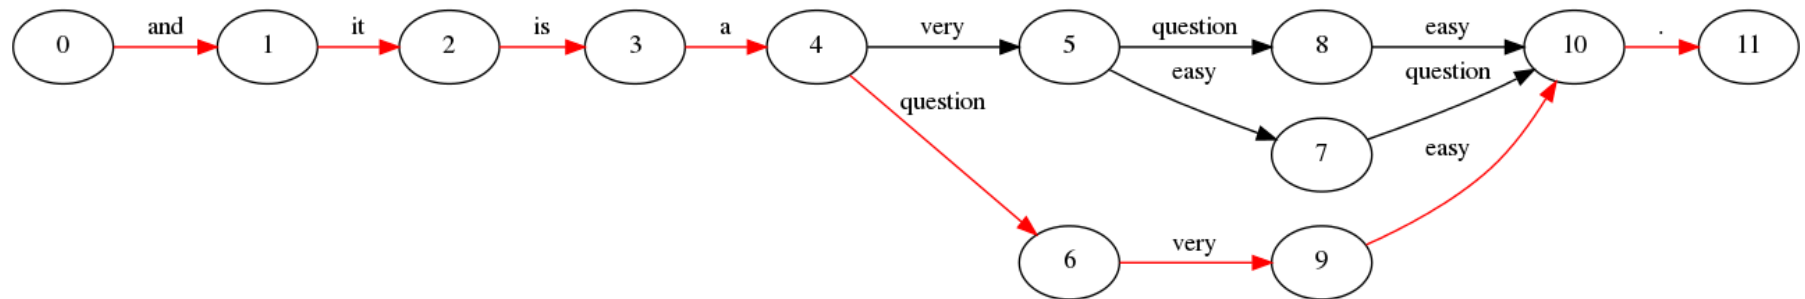 and it is a very question easy .
0 1 2 3 4 5 8 10 11
easy question
question 7 easy
very
6 9